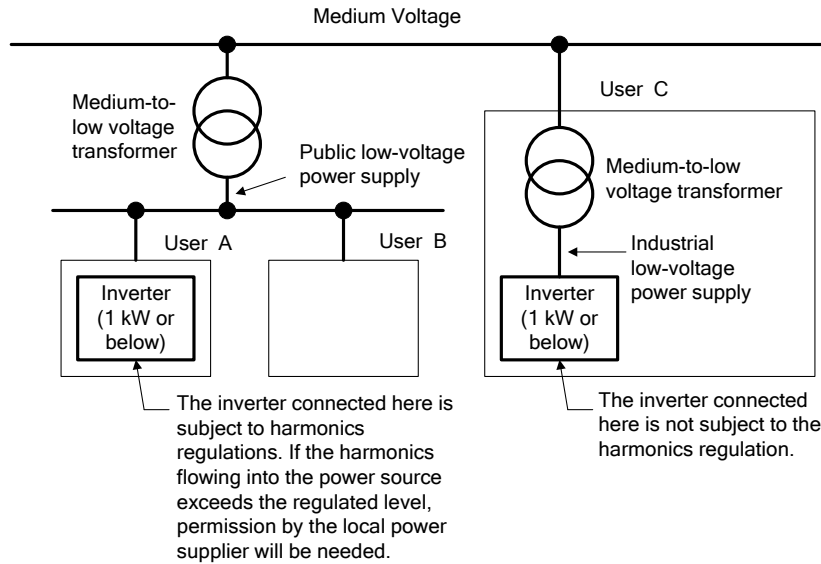 Medium Voltage
Medium-to-
low voltage
transformer
Public low-voltage
power supply
User A
User B
Inverter
(1 kW or
below)
The inverter connected here is
subject to harmonics
regulations. If the harmonics
flowing into the power source
exceeds the regulated level,
permission by the local power
supplier will be needed.
User C
Medium-to-low
voltage transformer
Industrial
low-voltage
power supply
Inverter
(1 kW or
below)
The inverter connected
here is not subject to the
harmonics regulation.